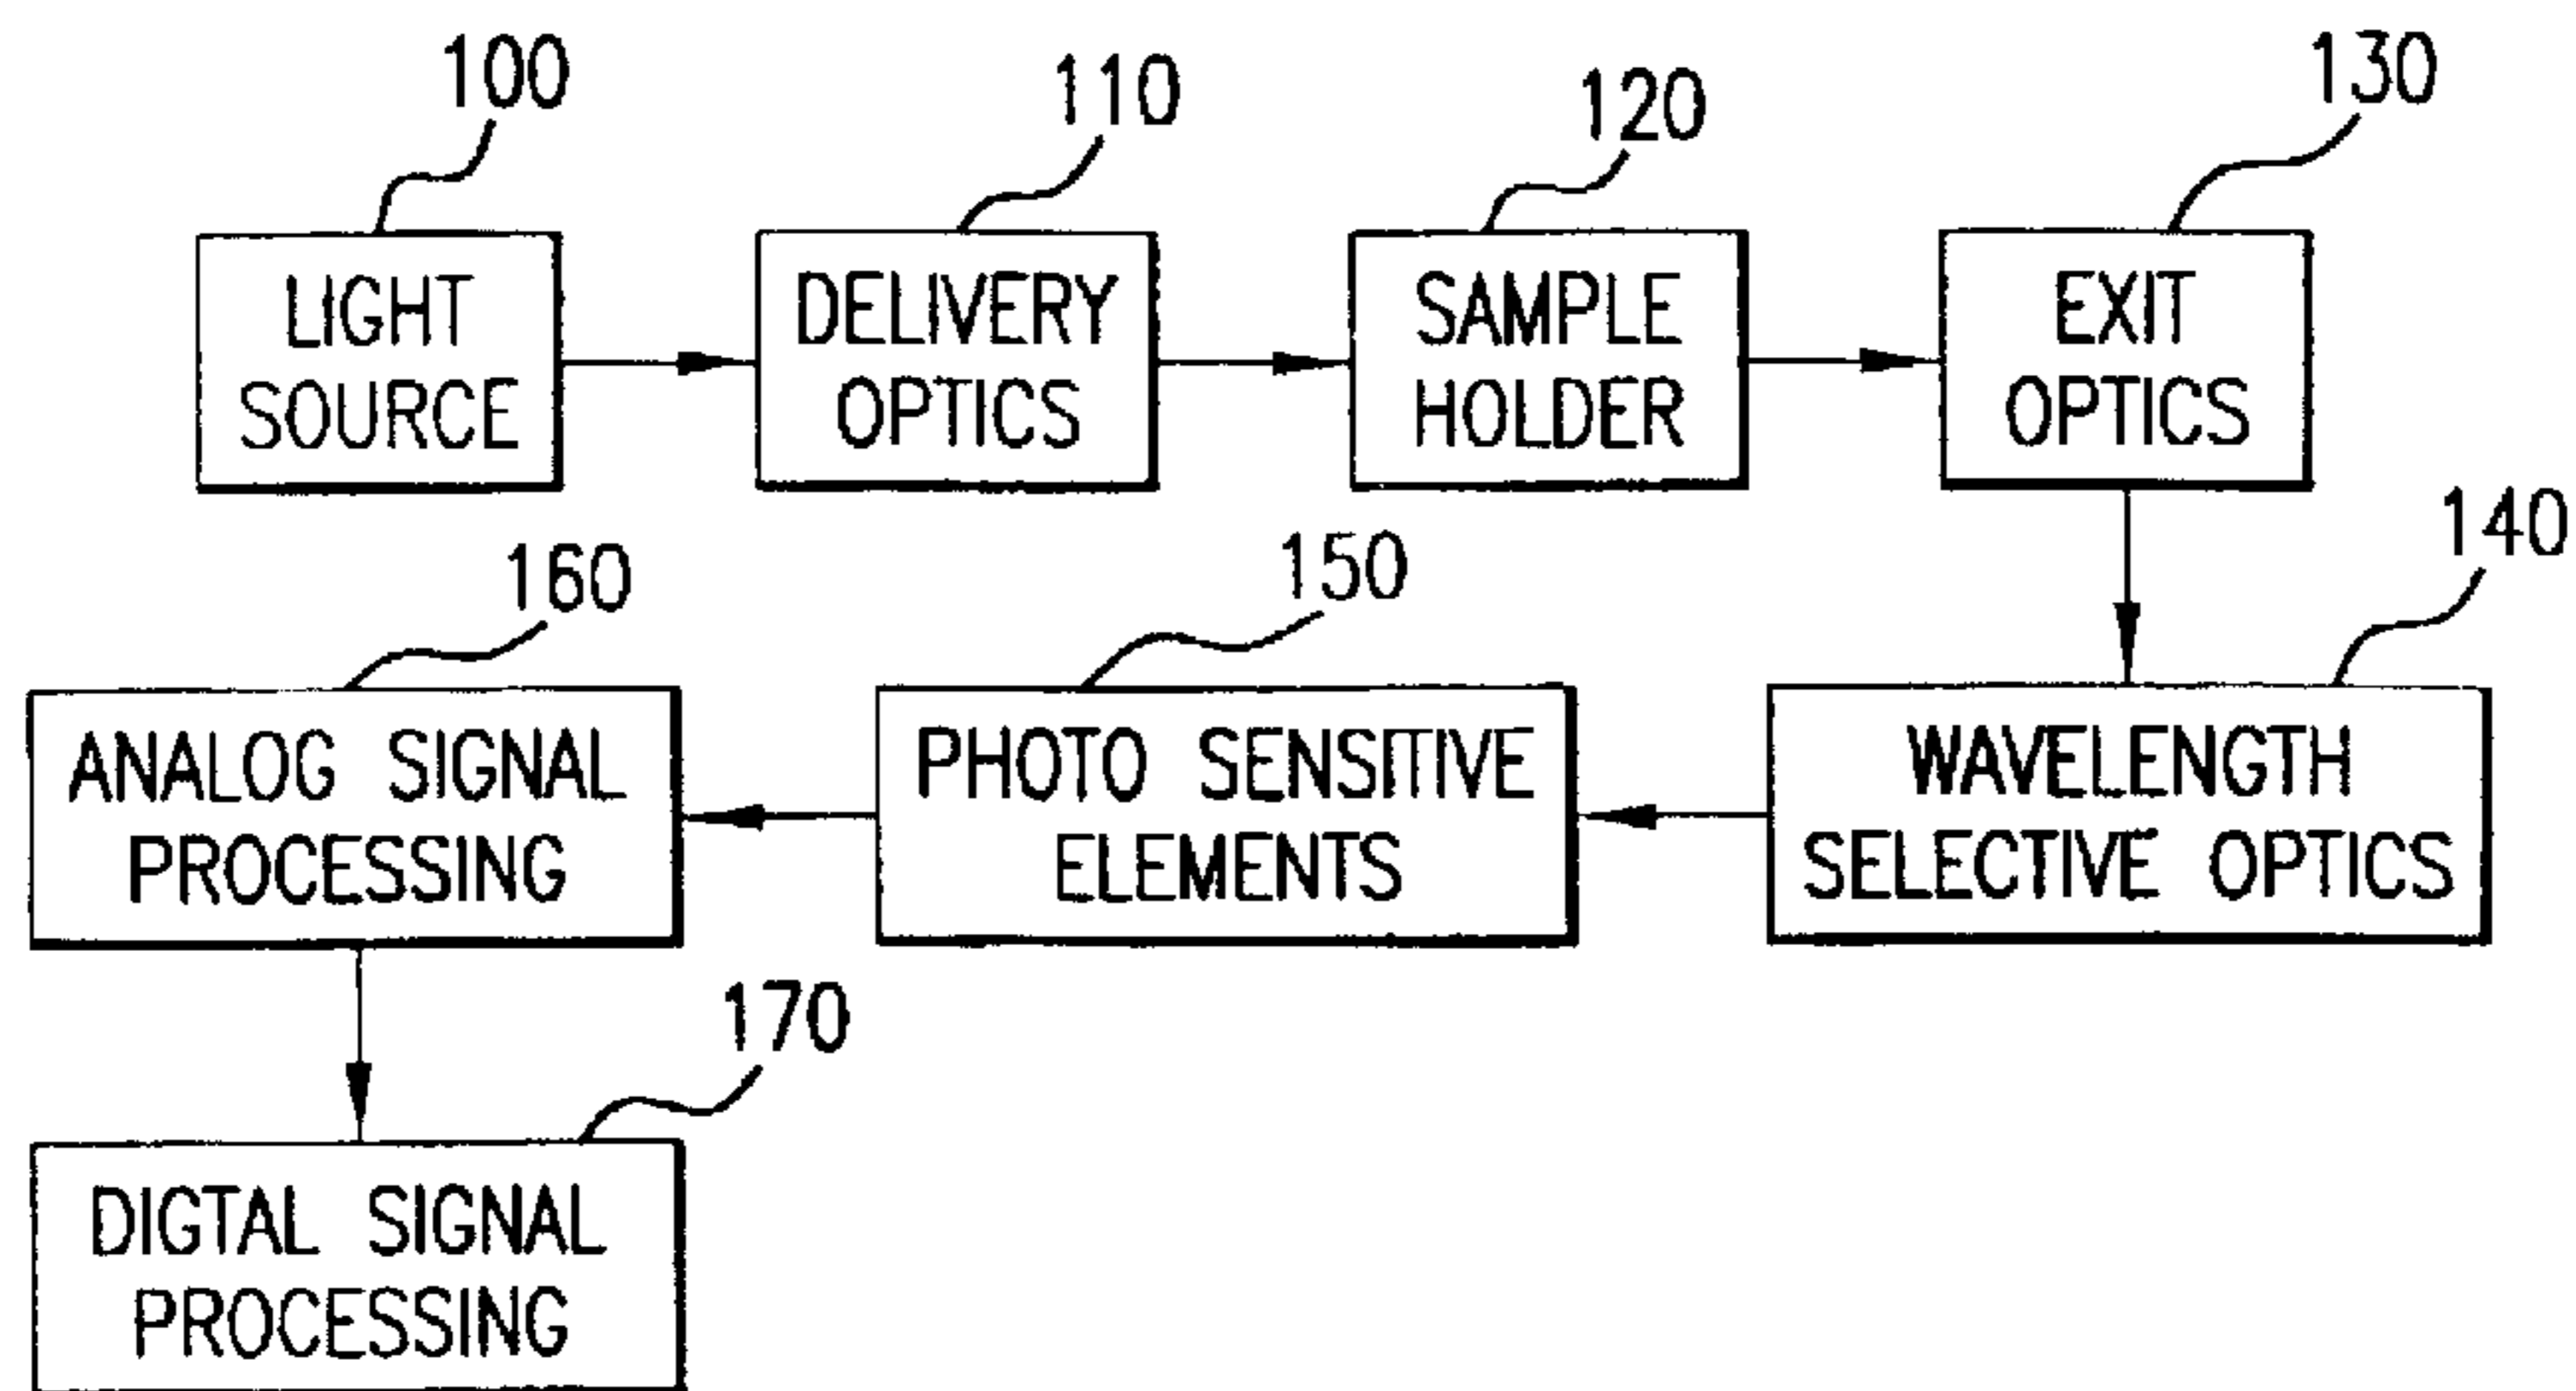 100
110
120
130
LIGHT
SOURCE
DELIVERY
OPTICS
SAMPLE
HOLDER
EXIT
OPTICS
140
150
160
ANALOG SIGNAL
PROCESSING
PHOTO SENSITIVE
ELEMENTS
WAVELENGTH
SELECTIVE OPTICS
170
DIGTAL SIGNAL
PROCESSING